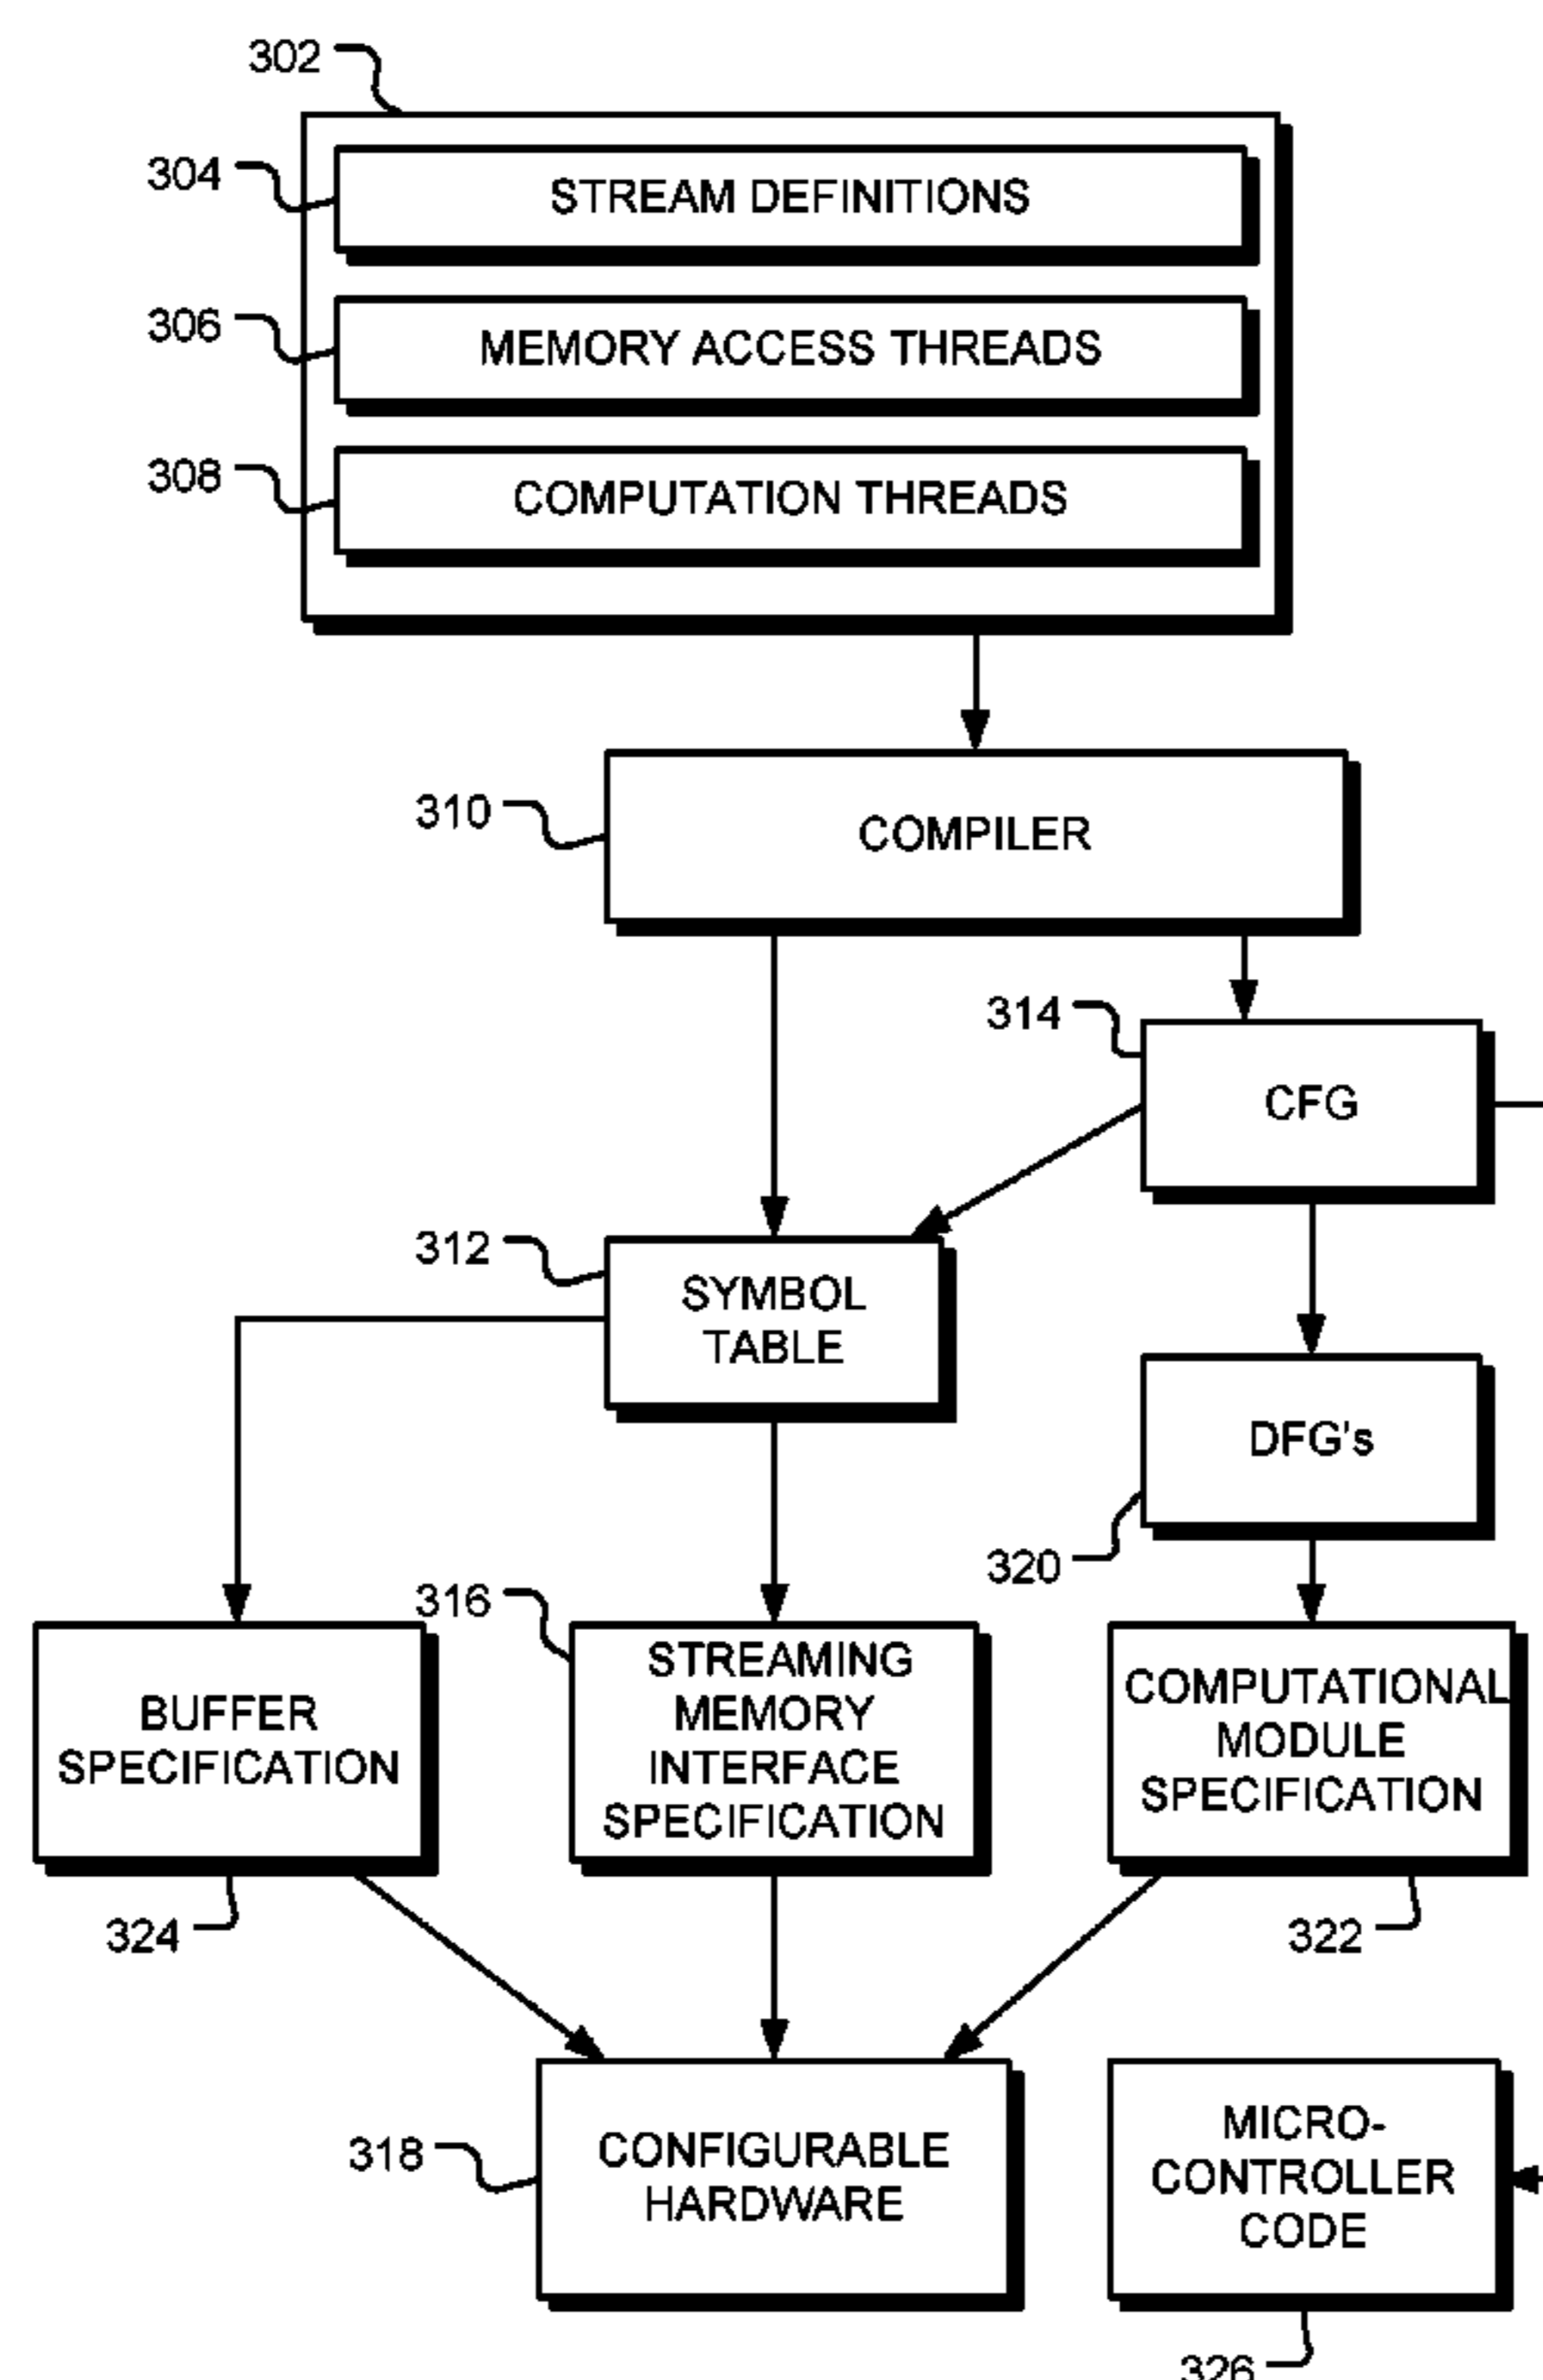 302
304
STREAM DEFINITIONS
306
MEMORY ACCESS THREADS
308
COMPUTATION THREADS
310
COMPILER
314
CFG
312
SYMBOL
TABLE
DFG's
320
316
BUFFER
SPECIFICATION
STREAMING
MEMORY
INTERFACE
SPECIFICATION
COMPUTATIONAL
MODULE
SPECIFICATION
324
322
318
CONFIGURABLE
HARDWARE
MICRO-
CONTROLLER
CODE
326